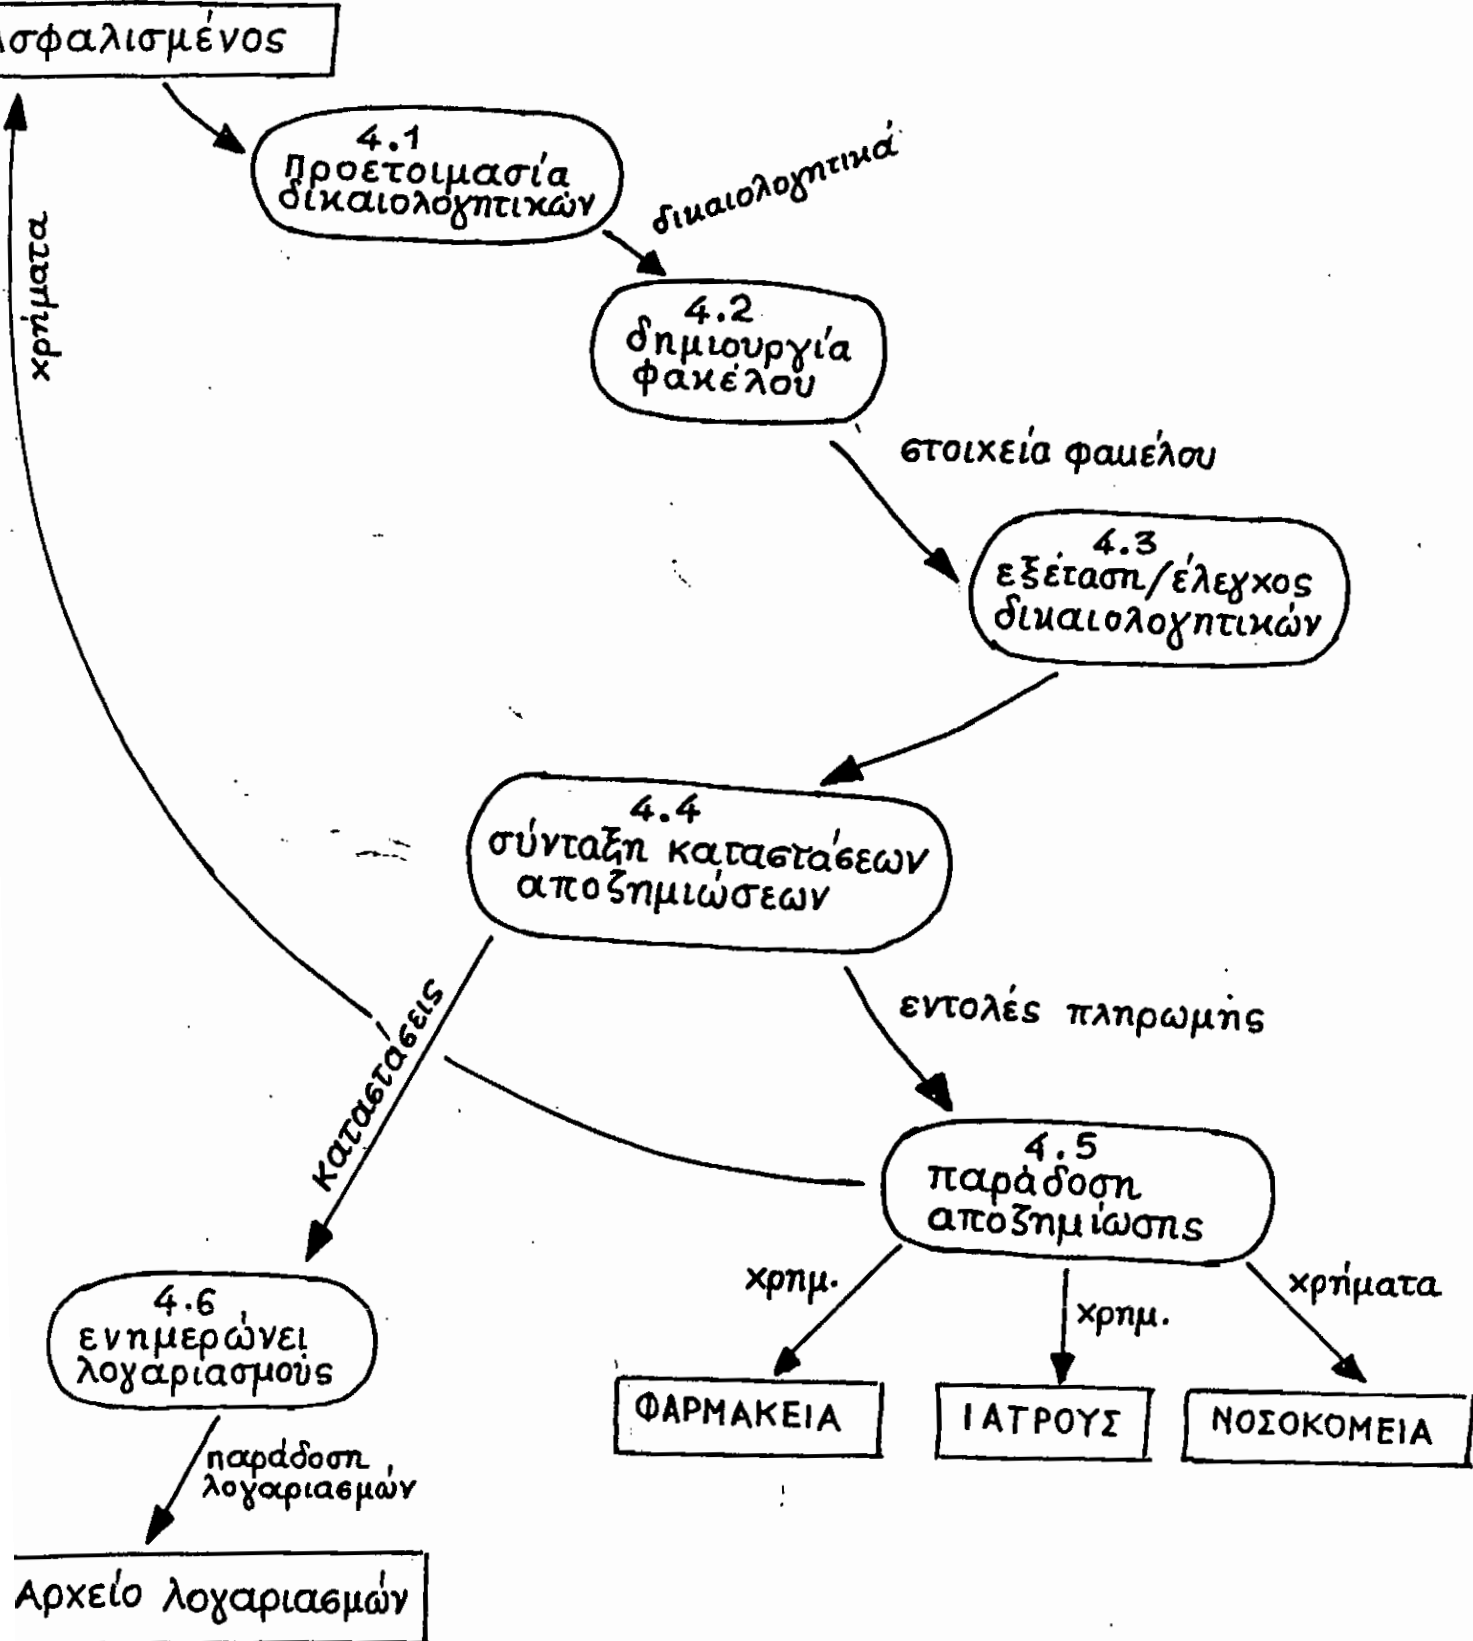 Ασφαλισμένος
4.1
Προετοιμασία
δικαιολογητικών
δικαιολογητικά
χρήματα
4.2
δημιουργία
φακέλου
στοιχεία φακέλου
4.3
εξέταση/έλεγχος
δικαιολογητικών
4.4
σύνταξη καταστάσεων
αποζημιώσεων
καταστάσεις
εντολές πληρωμής
4.5
παράδοση
αποζημίωσης
χρημ.
χρημ.
χρήματα
4.6
ενημερώνει
λογαριασμούς
ΦΑΡΜΑΚΕΙΑ
ΙΑΤΡΟΥΣ
ΝΟΣΟΚΟΜΕΙΑ
παράδοση
λογαριασμών
Αρχείο λογαριασμών